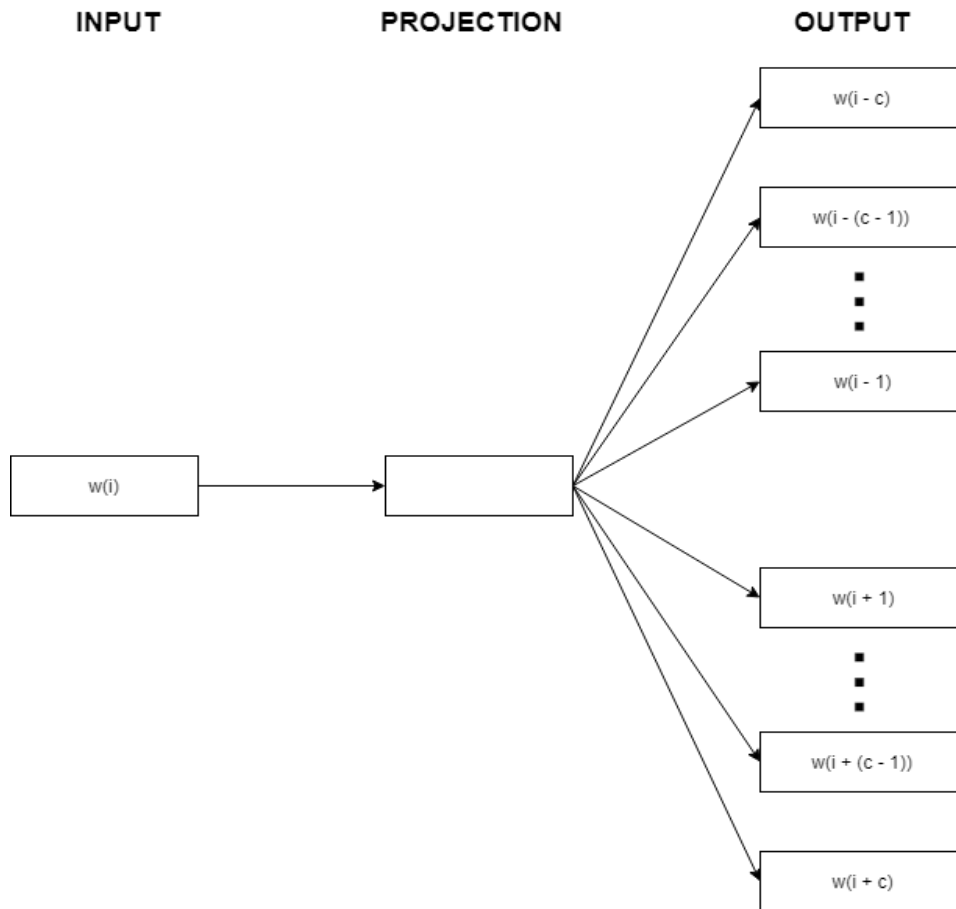 INPUT
PROJECTION
OUTPUT
w(i - c)
w(i - (c - 1))
w(i - 1)
w(i)
w(i + 1)
w(i + (c - 1))
w(i + c)